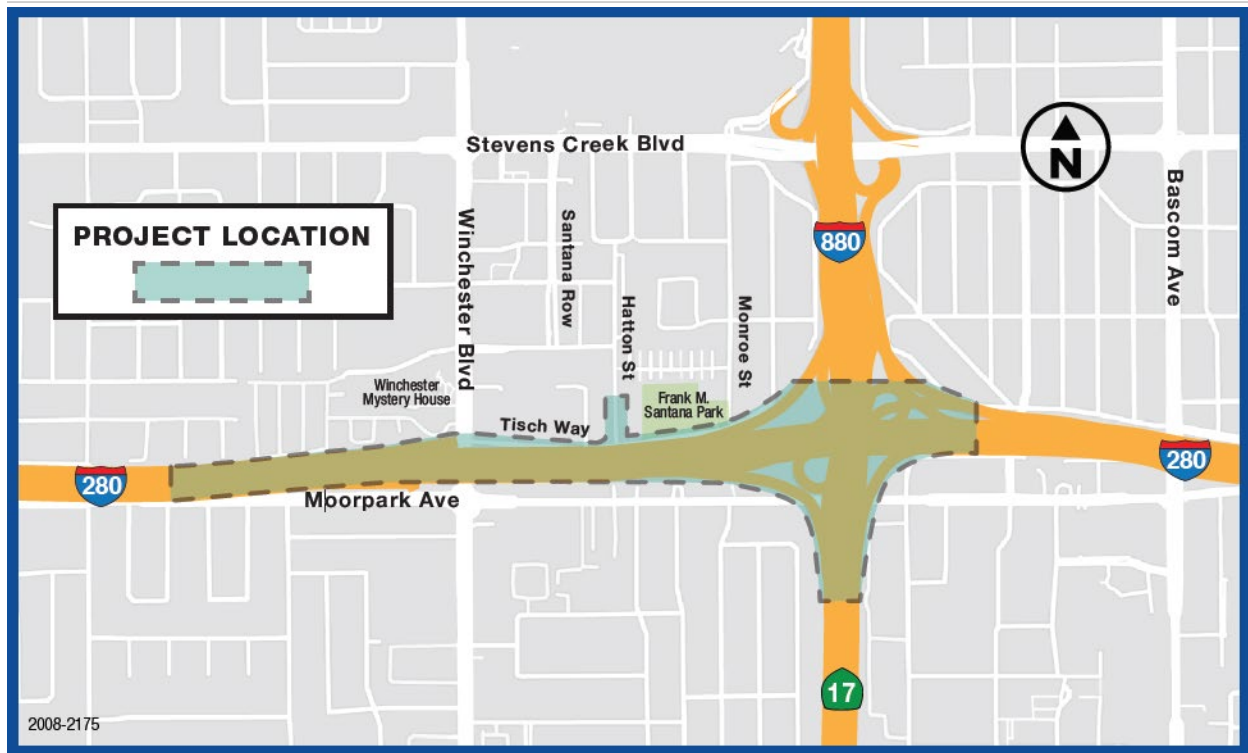 Stevens Creek Blvd
N
Bascom Ave
PROJECT LOCATION
Winchester Blvd
Santana Row
880
Hatton St
Monroe St
Winchester
Mystery House
Frank M.
Santana Park
Tisch Way
280
280
Moorpark Ave
17
2008-2175